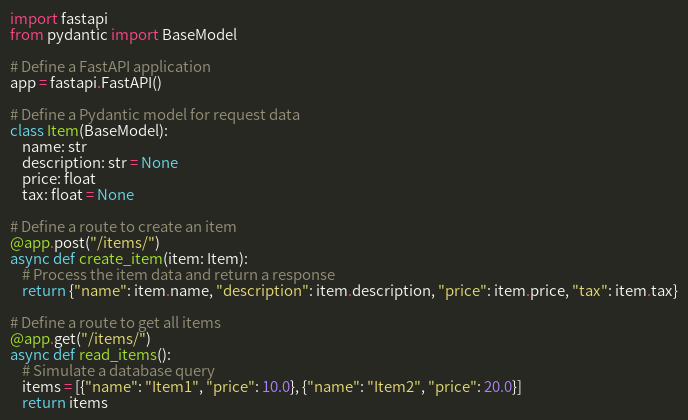 import fastapi
from pydantic import BaseModel

# Define a FastAPI application
app = fastapi.FastAPI()

# Define a Pydantic model for request data
class Item(BaseModel):
    name: str
    description: str = None
    price: float
    tax: float = None

# Define a route to create an item
@app.post("/items/")
async def create_item(item: Item):
    # Process the item data and return a response
    return {"name": item.name, "description": item.description, "price": item.price, "tax": item.tax}

# Define a route to get all items
@app.get("/items/")
async def read_items():
    # Simulate a database query
    items = [{"name": "Item1", "price": 10.0}, {"name": "Item2", "price": 20.0}]
    return items